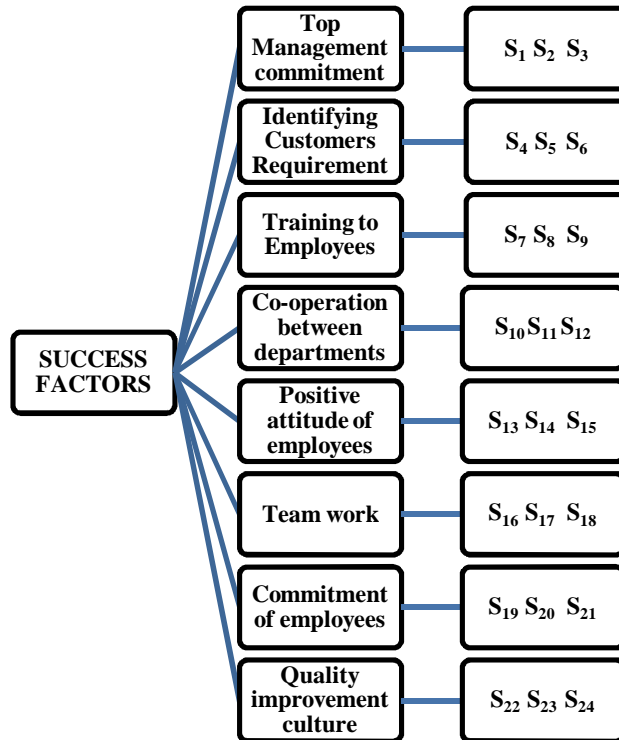 Top
Management
commitment
S₁ S₂ S₃
Identifying
Customers
Requirement
S₄ S₅ S₆
Training to
Employees
S₇ S₈ S₉
Co-operation
between
departments
S₁₀ S₁₁ S₁₂
SUCCESS
FACTORS
Positive
attitude of
employees
S₁₃ S₁₄ S₁₅
Team work
S₁₆ S₁₇ S₁₈
Commitment
of employees
S₁₉ S₂₀ S₂₁
Quality
improvement
culture
S₂₂ S₂₃ S₂₄